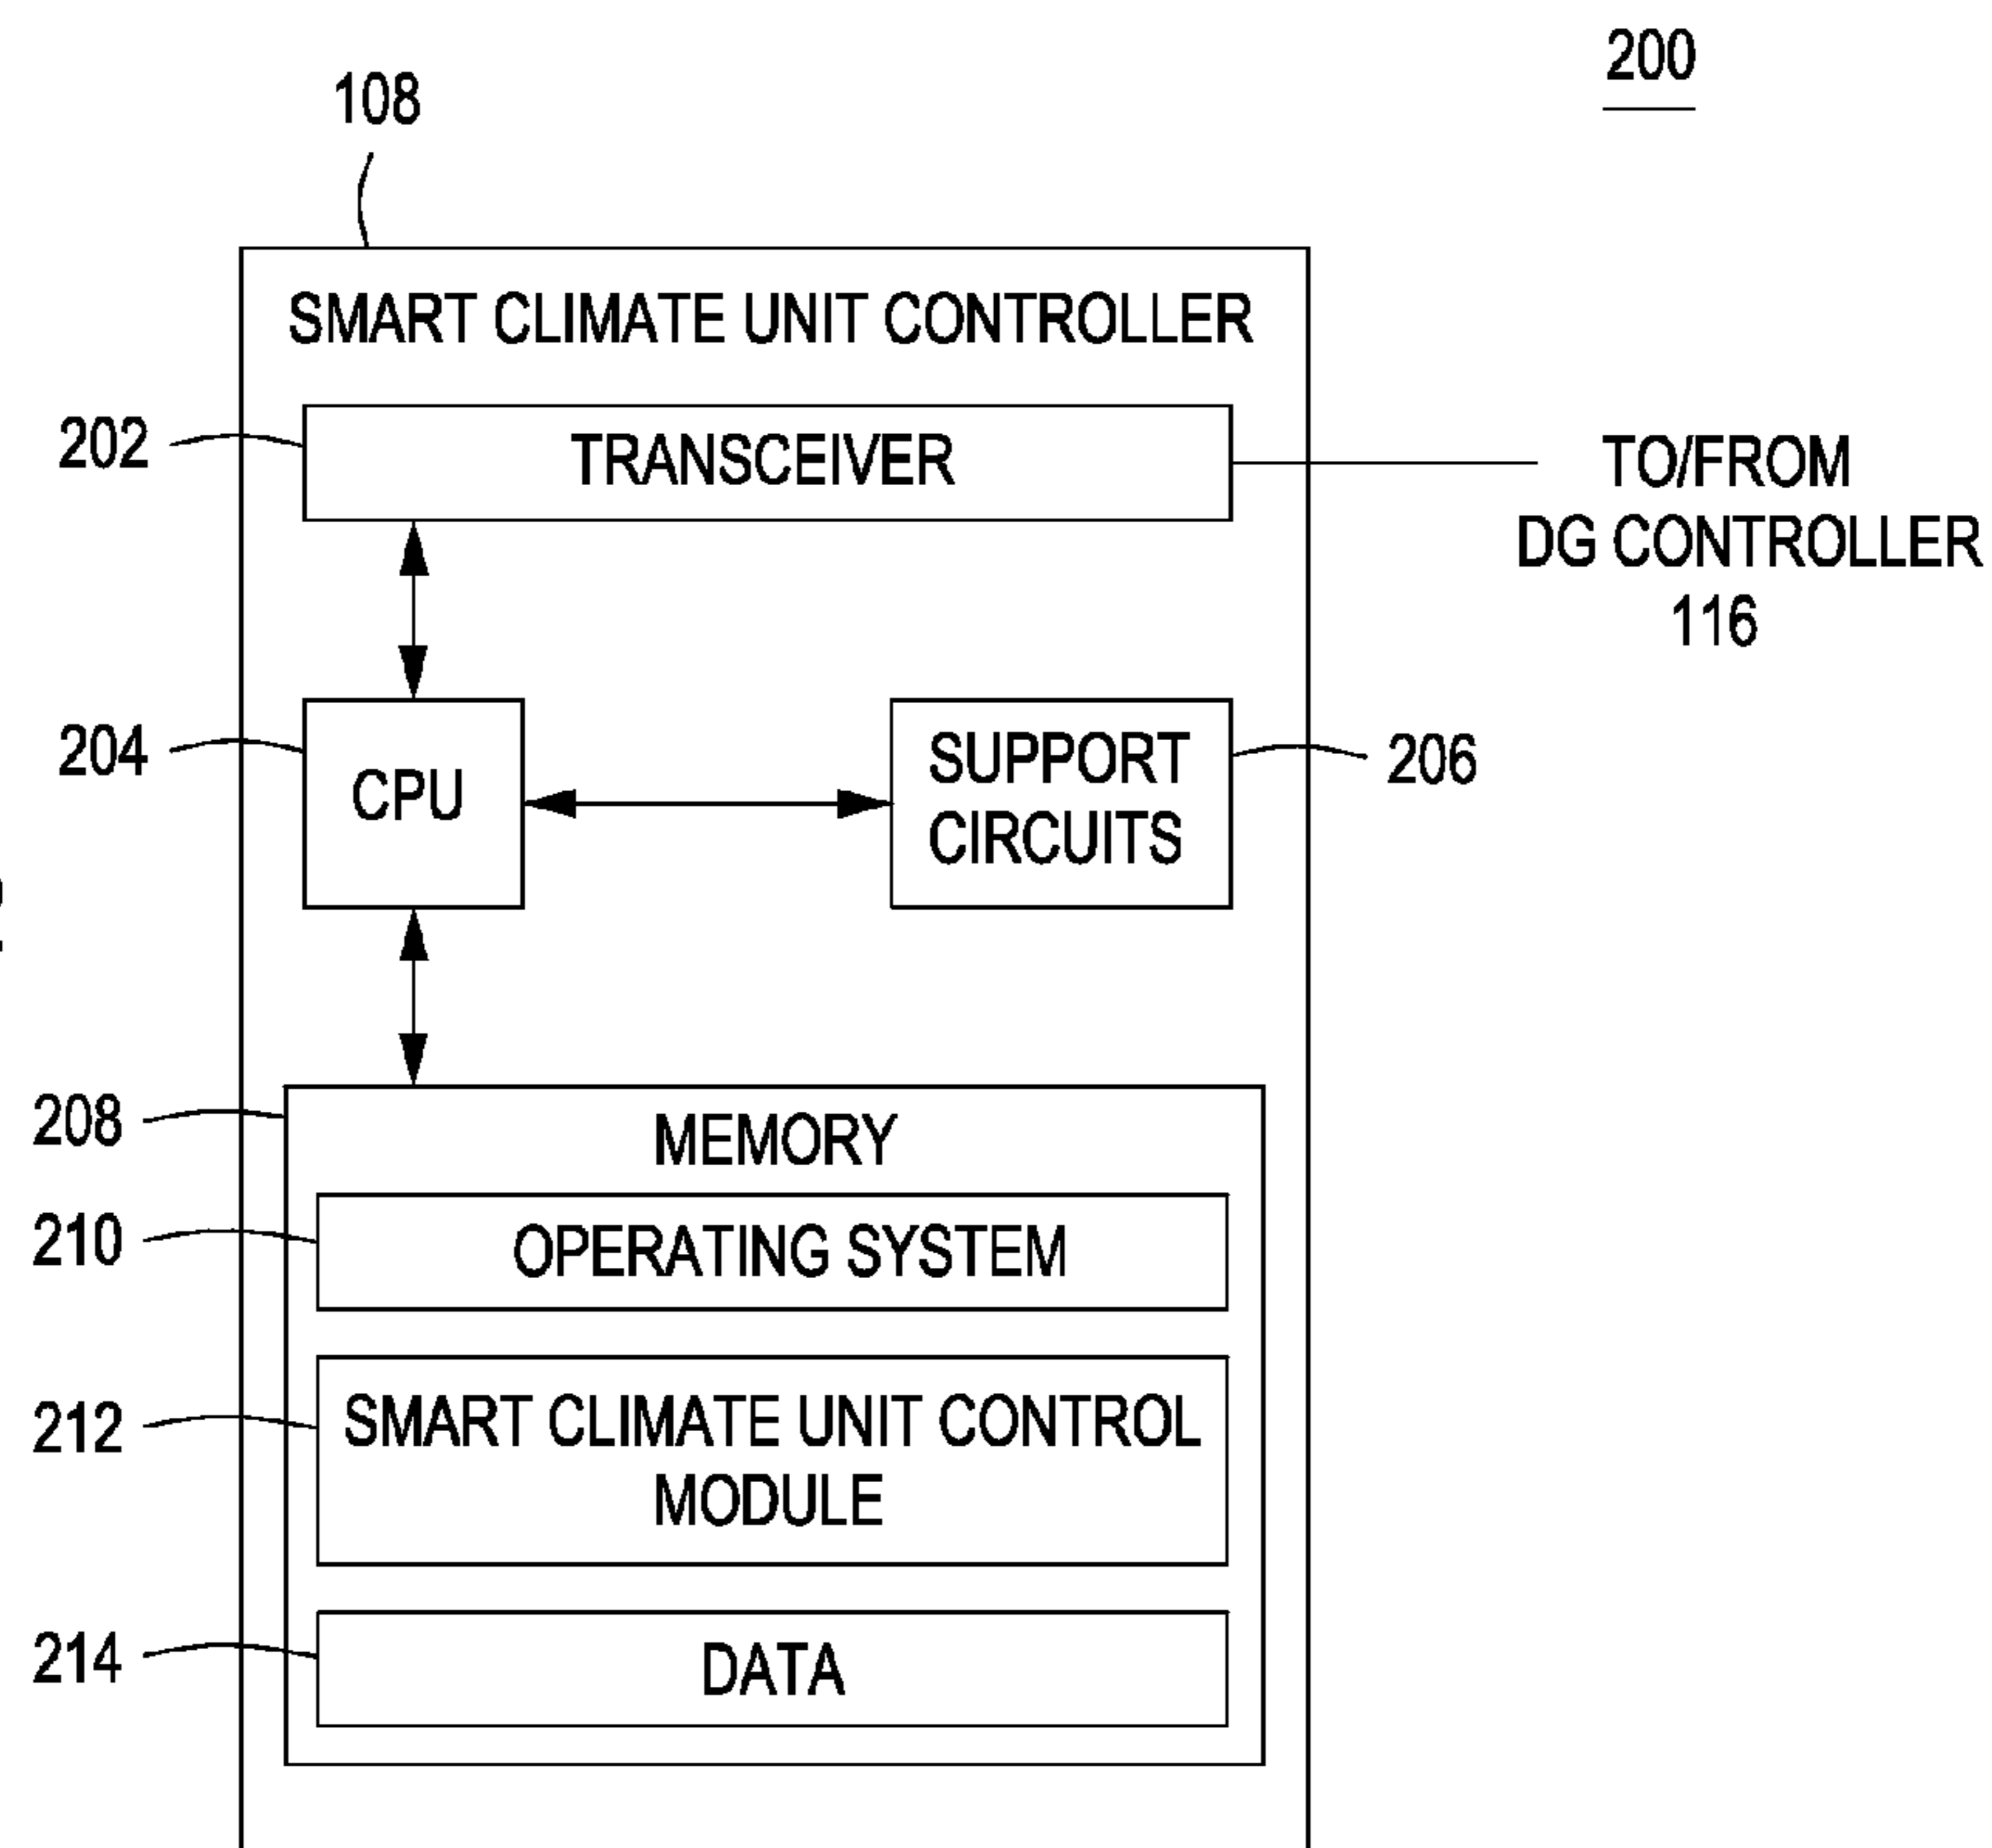 200
108
SMART CLIMATE UNIT CONTROLLER
202
TRANSCEIVER
TO/FROM
DG CONTROLLER
116
204
CPU
SUPPORT
CIRCUITS
206
208
MEMORY
210
OPERATING SYSTEM
212
SMART CLIMATE UNIT CONTROL
MODULE
214
DATA